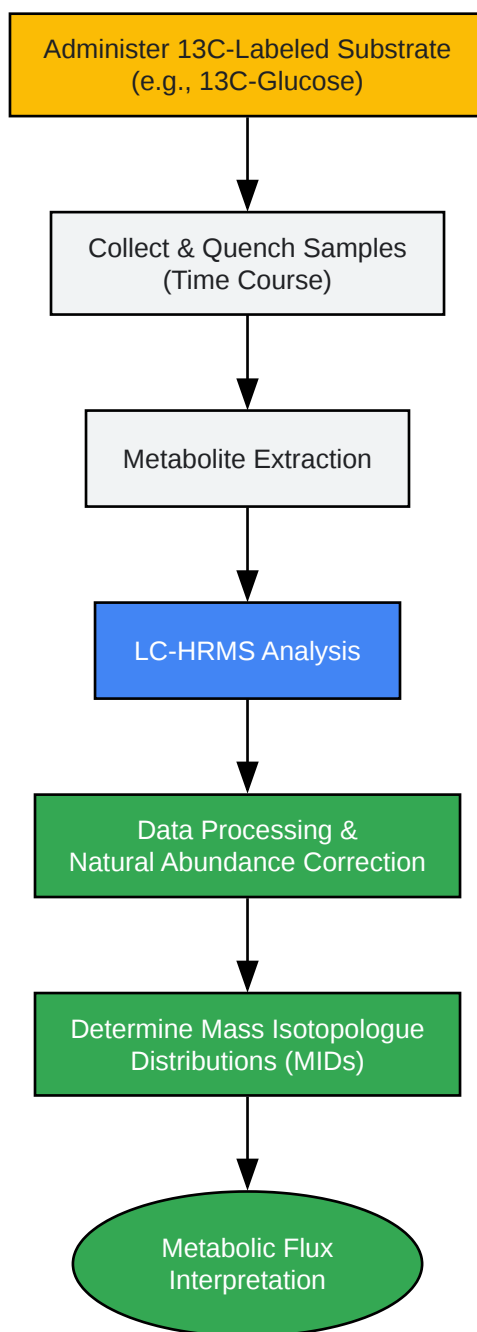 Administer 13C-Labeled Substrate
(e.g., 13C-Glucose)
Collect & Quench Samples
(Time Course)
Metabolite Extraction
LC-HRMS Analysis
Data Processing &
Natural Abundance Correction
Determine Mass Isotopologue
Distributions (MIDs)
Metabolic Flux
Interpretation